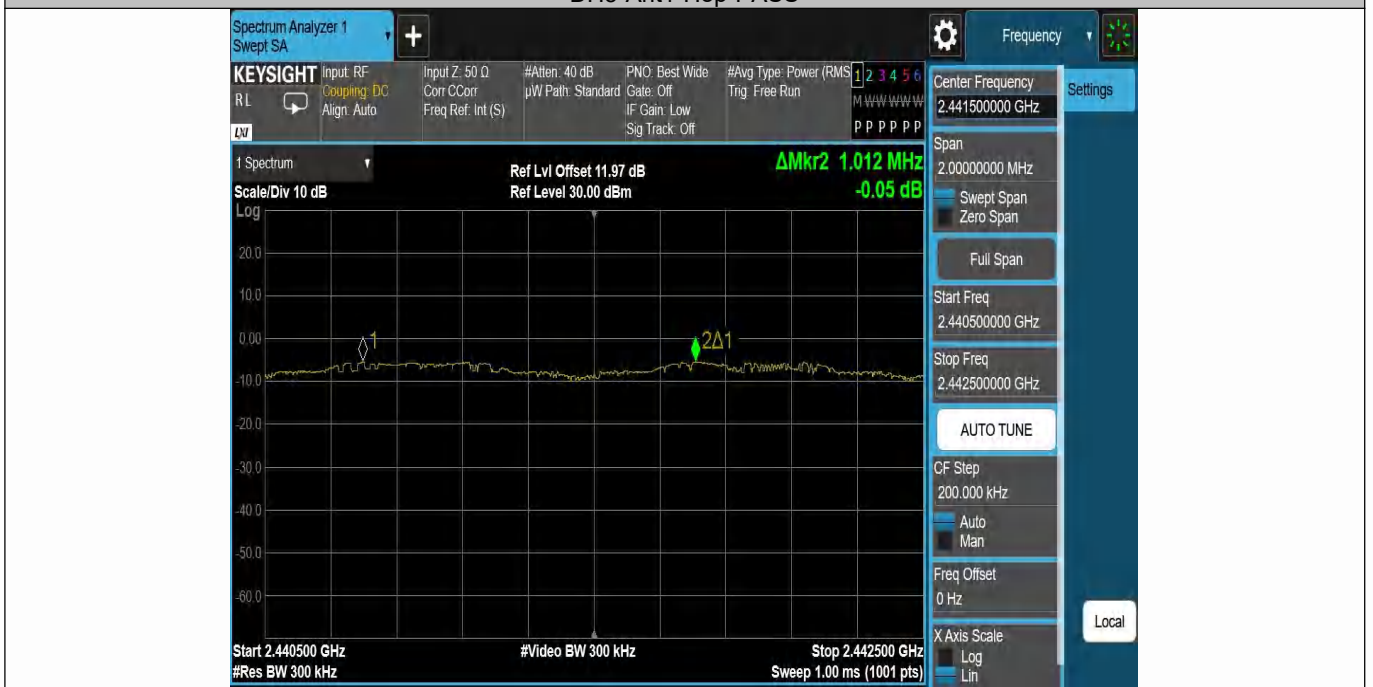 Spectrum Analyzer 1
Swept SA
+
Frequency
KEYSIGHT
RL
LXI
Input: RF
Coupling: DC
Align: Auto
Input Z: 50 Ω
Corr CCorr
Freq Ref: Int (S)
#Atten: 40 dB
µW Path: Standard
PNO: Best Wide
Gate: Off
IF Gain: Low
Sig Track: Off
#Avg Type: Power (RMS
Trig: Free Run
1 2 3 4 5 6
M W W W W W
P P P P P P
1 Spectrum
Scale/Div 10 dB
Ref Lvl Offset 11.97 dB
Ref Level 30.00 dBm
ΔMkr2 1.012 MHz
-0.05 dB
Log
20.0
10.0
0.00
-10.0
-20.0
-30.0
-40.0
-50.0
-60.0
1
2Δ1
Start 2.440500 GHz
#Res BW 300 kHz
#Video BW 300 kHz
Stop 2.442500 GHz
Sweep 1.00 ms (1001 pts)
Center Frequency
2.441500000 GHz
Settings
Span
2.00000000 MHz
Swept Span
Zero Span
Full Span
Start Freq
2.440500000 GHz
Stop Freq
2.442500000 GHz
AUTO TUNE
CF Step
200.000 kHz
Auto
Man
Freq Offset
0 Hz
X Axis Scale
Log
Lin
Local